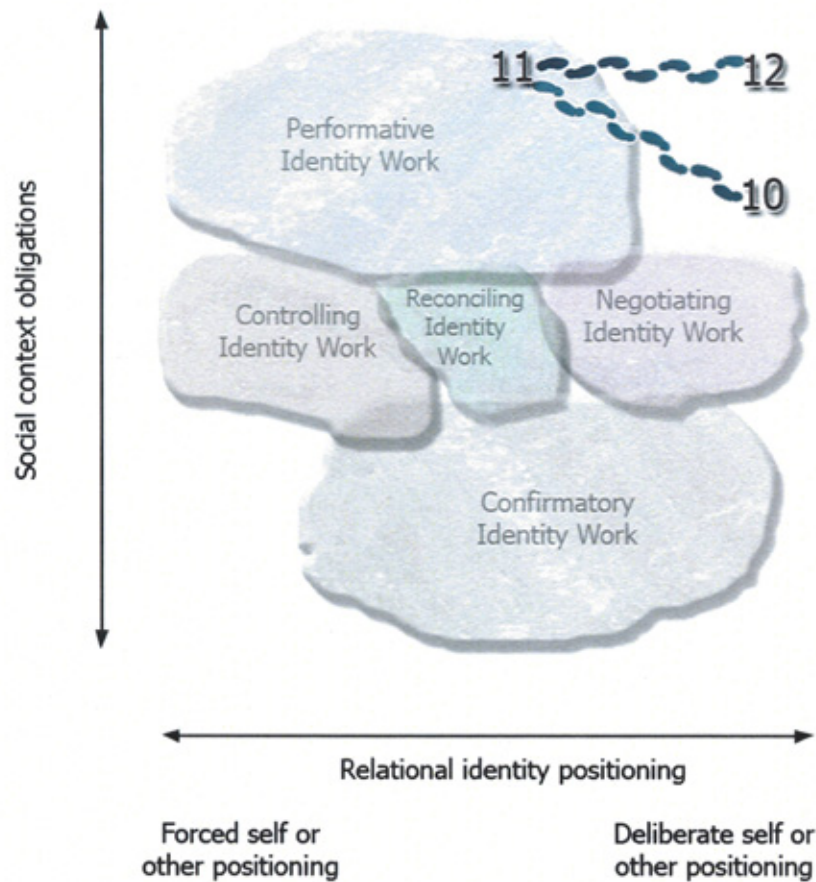 11
12
10
Performative
Identity Work
Social context obligations
Controlling
Identity Work
Reconciling
Identity
Work
Negotiating
Identity Work
Confirmatory
Identity Work
Relational identity positioning
Forced self or
other positioning
Deliberate self or
other positioning